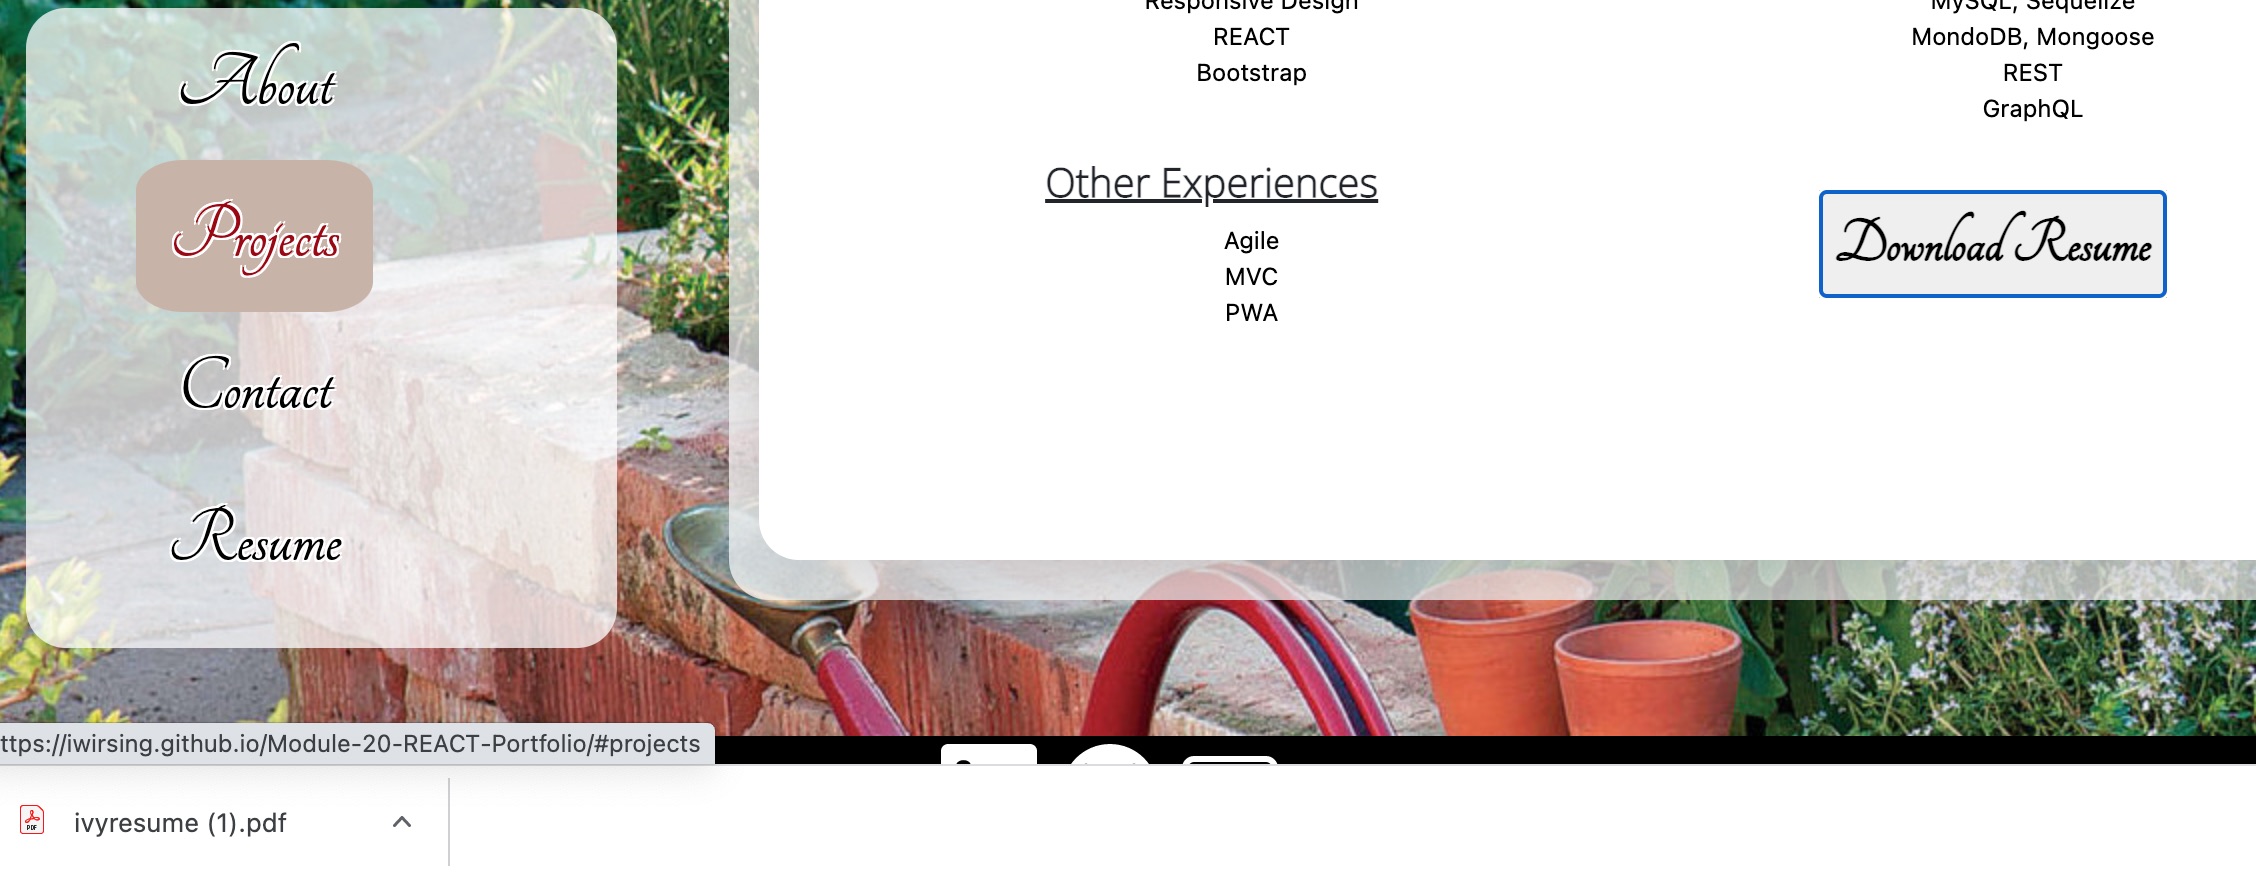 About
Projects
Contact
Resume
Responsive Design
REACT
Bootstrap
Other Experiences
Agile
MVC
PWA
MySQL, Sequelize
MondoDB, Mongoose
REST
GraphQL
Download Resume
ttps://iwirsing.github.io/Module-20-REACT-Portfolio/#projects
PDF
ivyresume (1).pdf